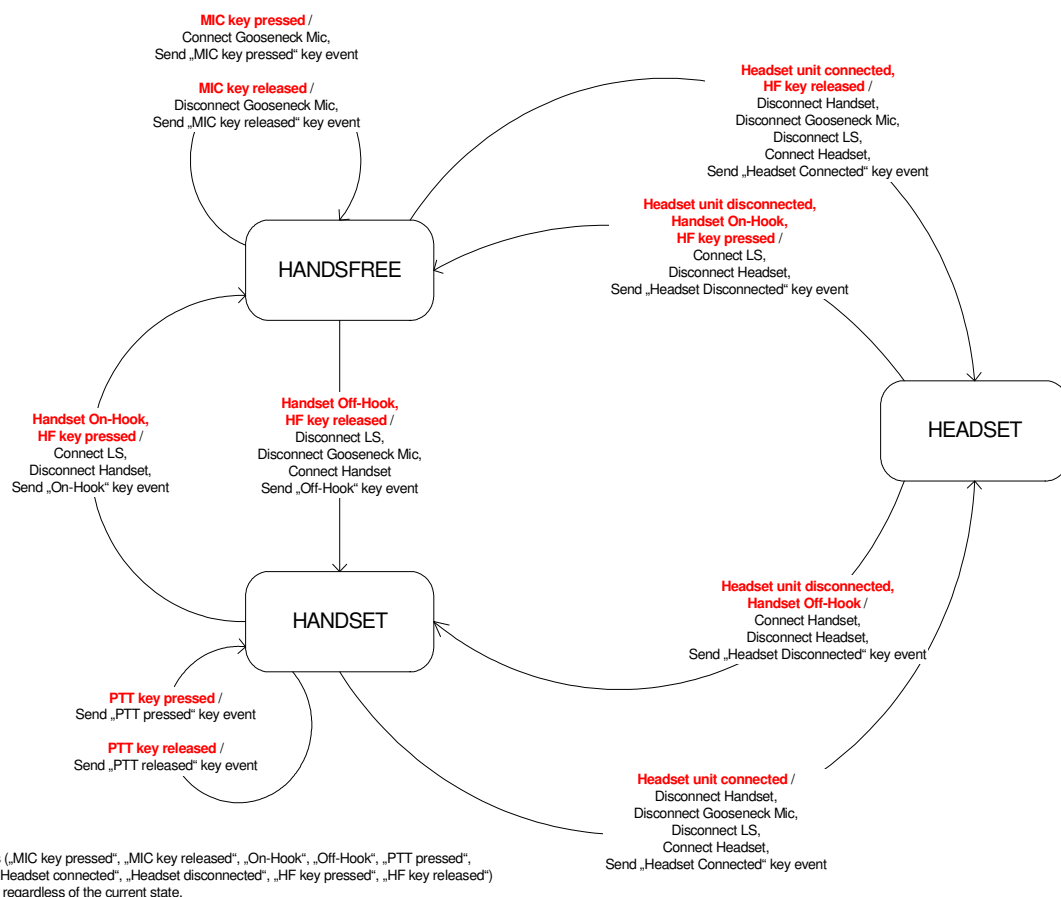 MIC key pressed /
Connect Gooseneck Mic,
Send „MIC key pressed“ key event
MIC key released /
Disconnect Gooseneck Mic,
Send „MIC key released“ key event
Headset unit connected,
HF key released /
Disconnect Handset,
Disconnect Gooseneck Mic,
Disconnect LS,
Connect Headset,
Send „Headset Connected“ key event
Headset unit disconnected,
Handset On-Hook,
HF key pressed /
Connect LS,
Disconnect Headset,
Send „Headset Disconnected“ key event
HANDSFREE
Handset On-Hook,
HF key pressed /
Connect LS,
Disconnect Handset,
Send „On-Hook“ key event
Handset Off-Hook,
HF key released /
Disconnect LS,
Disconnect Gooseneck Mic,
Connect Handset
Send „Off-Hook“ key event
HEADSET
HANDSET
Headset unit disconnected,
Handset Off-Hook /
Connect Handset,
Disconnect Headset,
Send „Headset Disconnected“ key event
PTT key pressed /
Send „PTT pressed“ key event
PTT key released /
Send „PTT released“ key event
Headset unit connected /
Disconnect Handset,
Disconnect Gooseneck Mic,
Disconnect LS,
Connect Headset,
Send „Headset Connected“ key event
(„MIC key pressed“, „MIC key released“, „On-Hook“, „Off-Hook“, „PTT pressed“,
Headset connected“, „Headset disconnected“, „HF key pressed“, „HF key released“)
regardless of the current state.